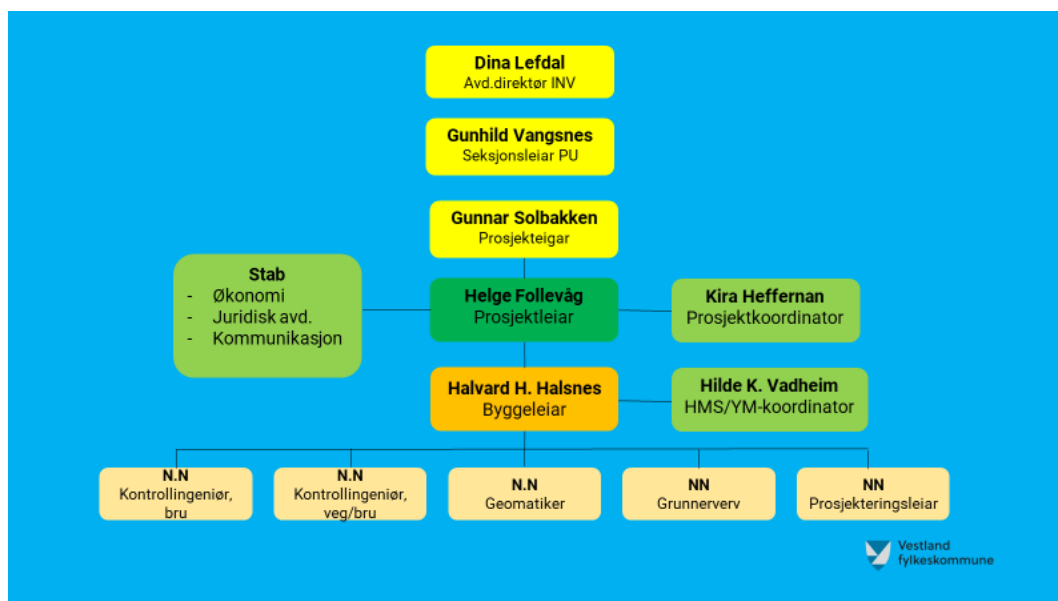 Dina Lefdal
Avd.direktør INV
Gunhild Vangsnes
Seksjonsleiar PU
Gunnar Solbakken
Prosjekteigar
Stab
- Økonomi
- Juridisk avd.
- Kommunikasjon
Helge Follevåg
Prosjektleiar
Kira Heffernan
Prosjektkoordinator
Halvard H. Halsnes
Byggeleiar
Hilde K. Vadheim
HMS/YM-koordinator
N.N
Kontrollingeniør,
bru
N.N
Kontrollingeniør,
veg/bru
N.N
Geomatiker
NN
Grunnerverv
NN
Prosjekteringsleiar
Vestland
fylkeskommune